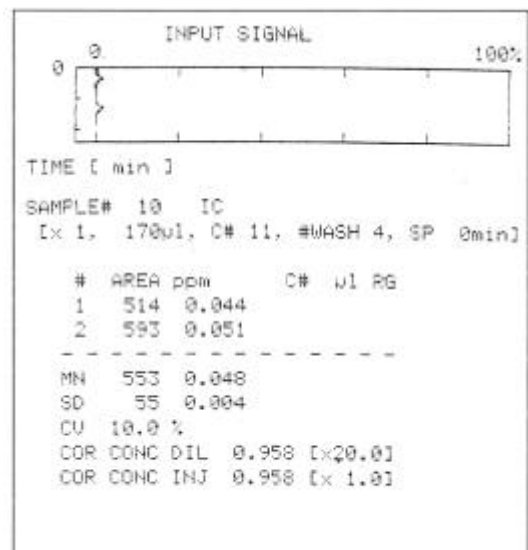 INPUT SIGNAL
0. 100%
0
TIME [ min ]
SAMPLE# 10 IC
[x 1, 170μl, C# 11, #WASH 4, SP 0min]
# AREA ppm C# μl RG
1 514 0.044
2 593 0.051
- - - - - - - - - - - - - - -
MN 553 0.048
SD 55 0.004
CV 10.0 %
COR CONC DIL 0.958 [x20.0]
COR CONC INJ 0.958 [x 1.0]